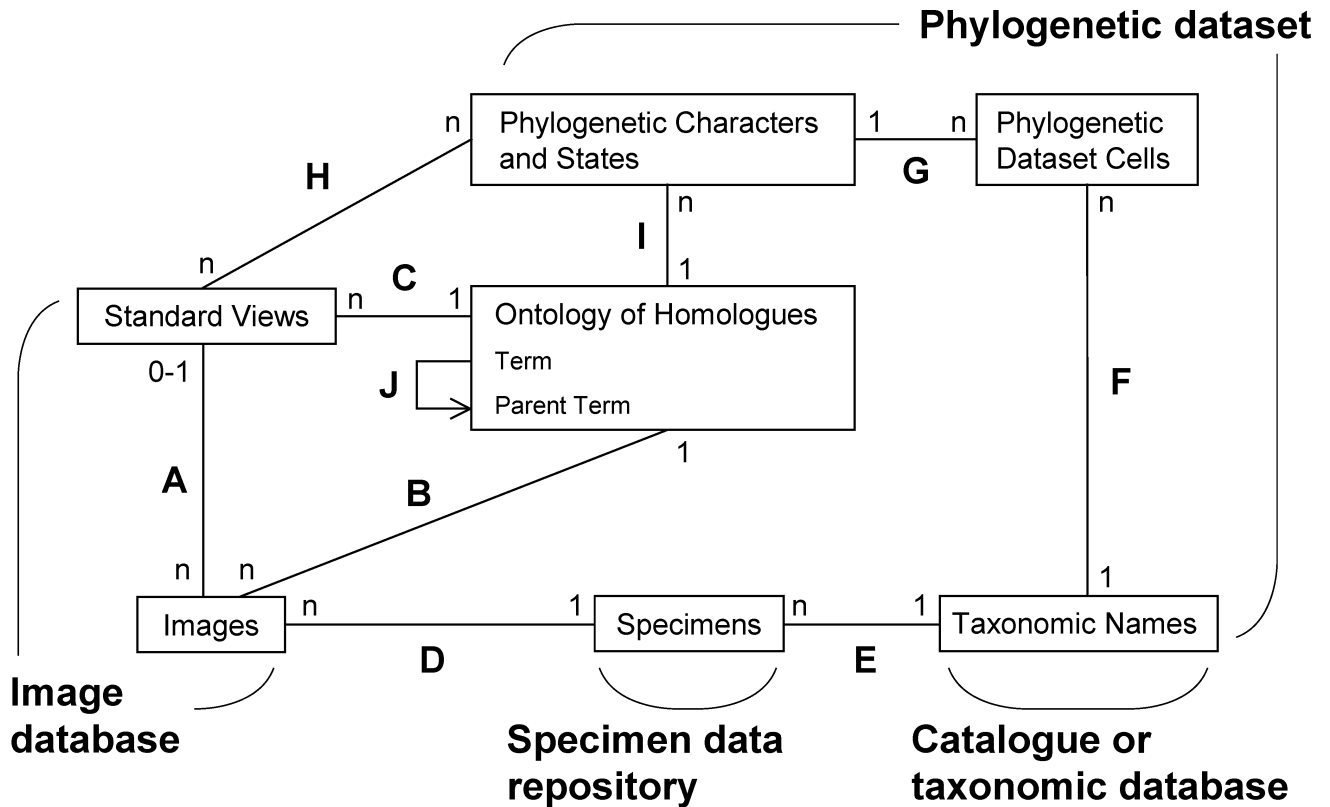 Phylogenetic dataset
n
Phylogenetic Characters
and States
1
n
Phylogenetic
Dataset Cells
H
G
n
n
I
n
C
1
Standard Views
n
1
Ontology of Homologues
0-1
Term
J
Parent Term
F
1
A
B
n
n
1
Images
n
1
Specimens
n
1
Taxonomic Names
D
E
Image
database
Specimen data
repository
Catalogue or
taxonomic database